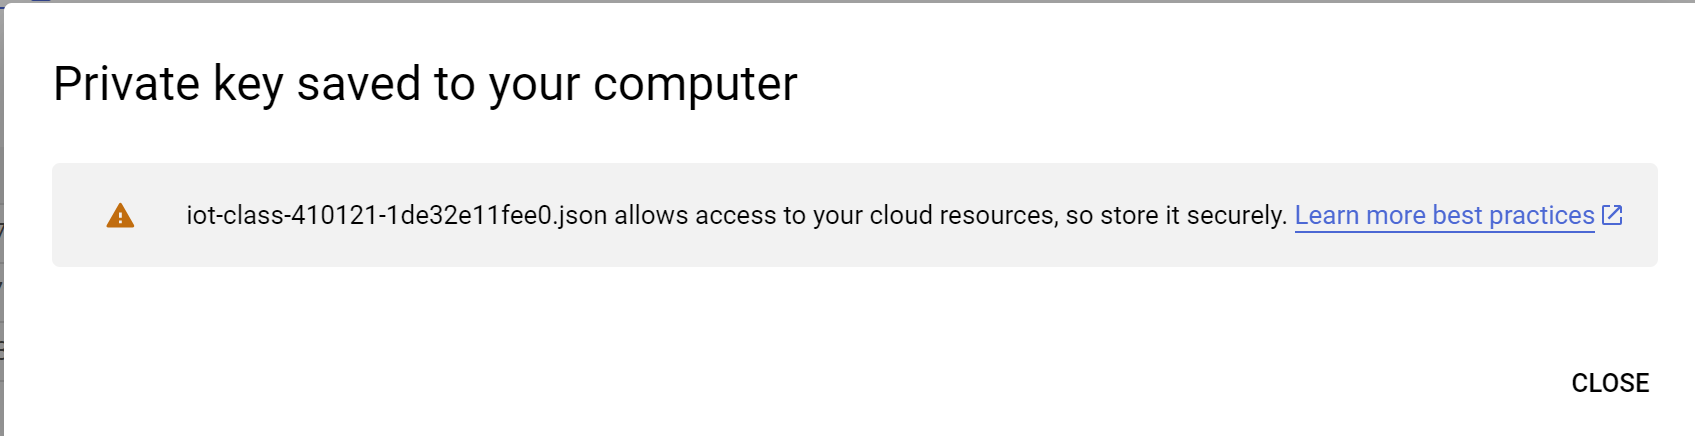 Private key saved to your computer
iot-class-410121-1de32e11fee0.json allows access to your cloud resources, so store it securely. Learn more best practices
CLOSE